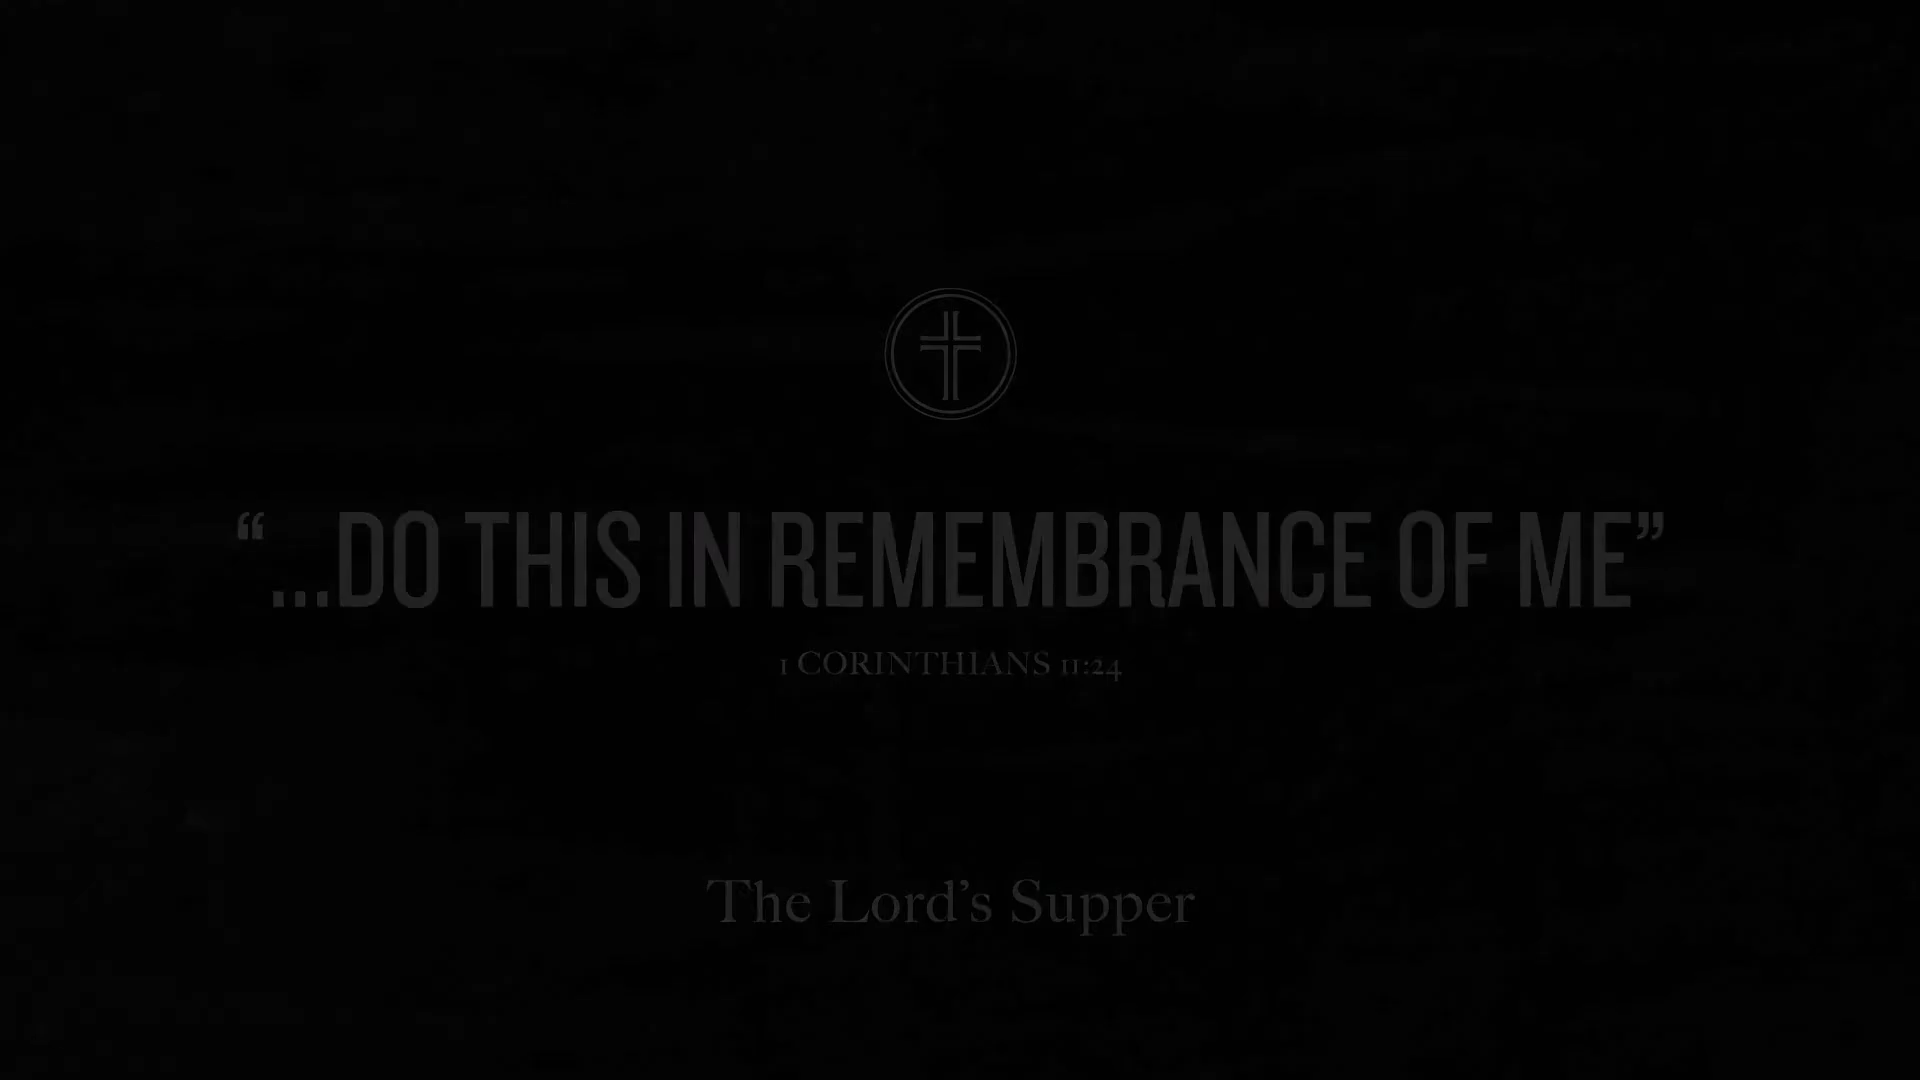 “...DO THIS IN REMEMBRANCE OF ME”
1 CORINTHIANS 11:24
The Lord’s Supper